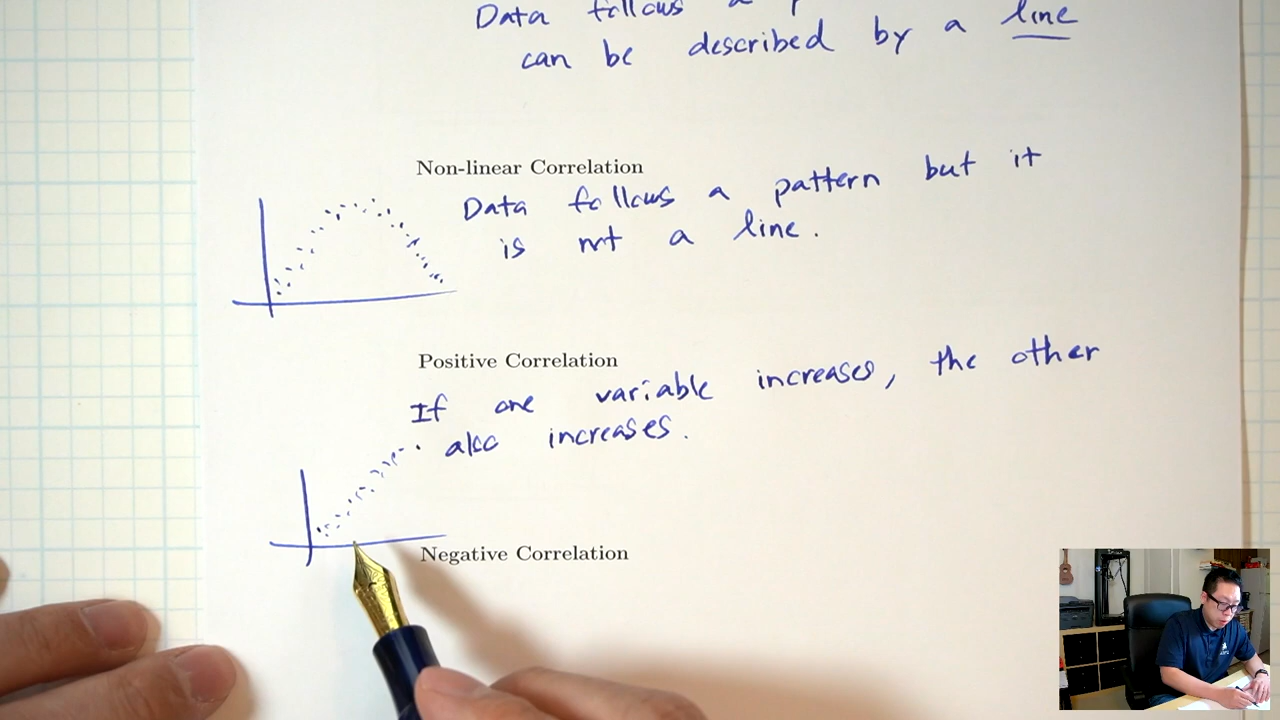 Data follows a
can be described by a line
Non-linear Correlation
Data follows a pattern but it
is not a line.
Positive Correlation
If one variable increases, the other
also increases.
Negative Correlation